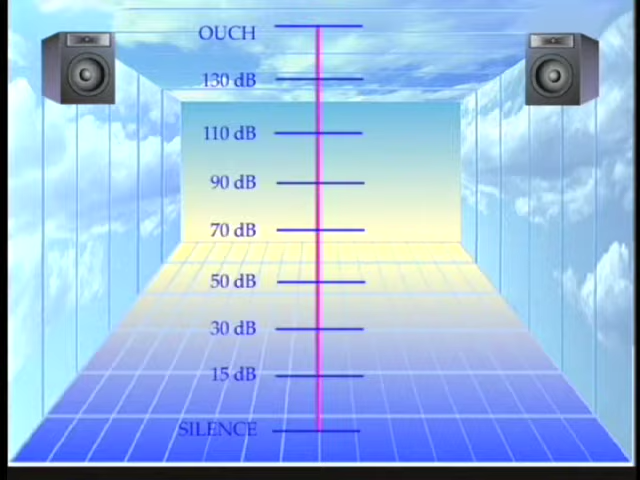 OUCH
130 dB
110 dB
90 dB
70 dB
50 dB
30 dB
15 dB
SILENCE